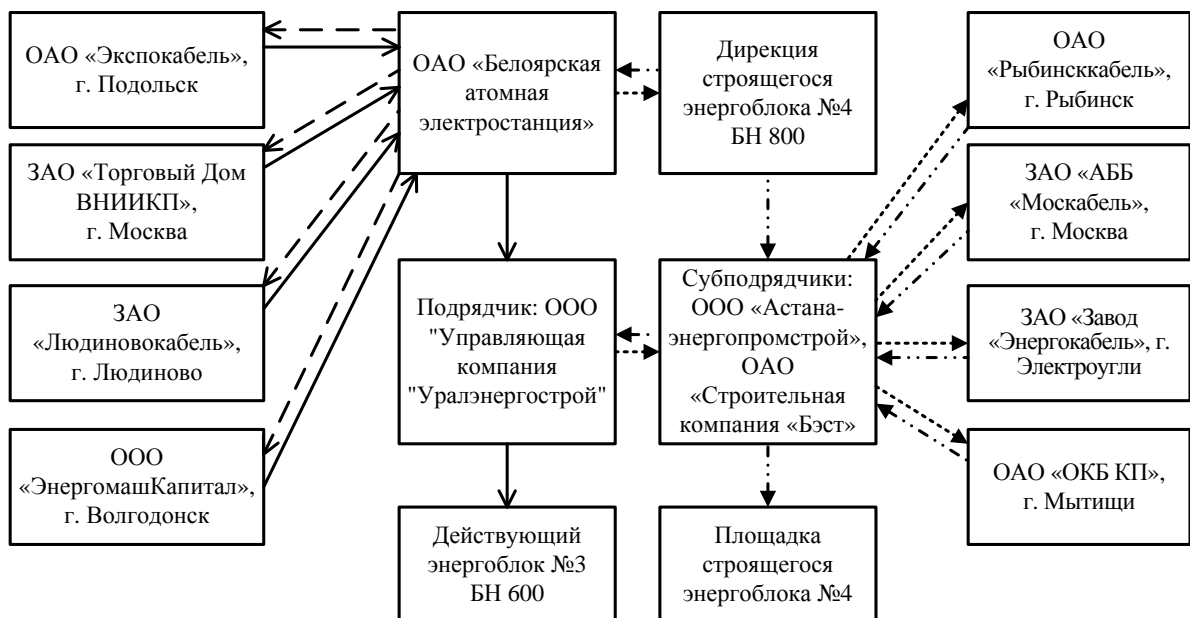 ОАО «Экспокабель»,
г. Подольск
ЗАО «Торговый Дом
ВНИИКП»,
г. Москва
ЗАО
«Людиновокабель»,
г. Людиново
ООО
«ЭнергомашКапитал»,
г. Волгодонск
ОАО «Белоярская
атомная
электростанция»
Подрядчик: ООО
"Управляющая
компания
"Уралэнергострой"
Действующий
энергоблок №3
БН 600
Дирекция
строящегося
энергоблока №4
БН 800
Субподрядчики:
ООО «Астана-
энергопромстрой»,
ОАО
«Строительная
компания «Бэст»
Площадка
строящегося
энергоблока №4
ОАО
«Рыбинсккабель»,
г. Рыбинск
ЗАО «АББ
«Москабель»,
г. Москва
ЗАО «Завод
«Энергокабель», г.
Электроугли
ОАО «ОКБ КП»,
г. Мытищи